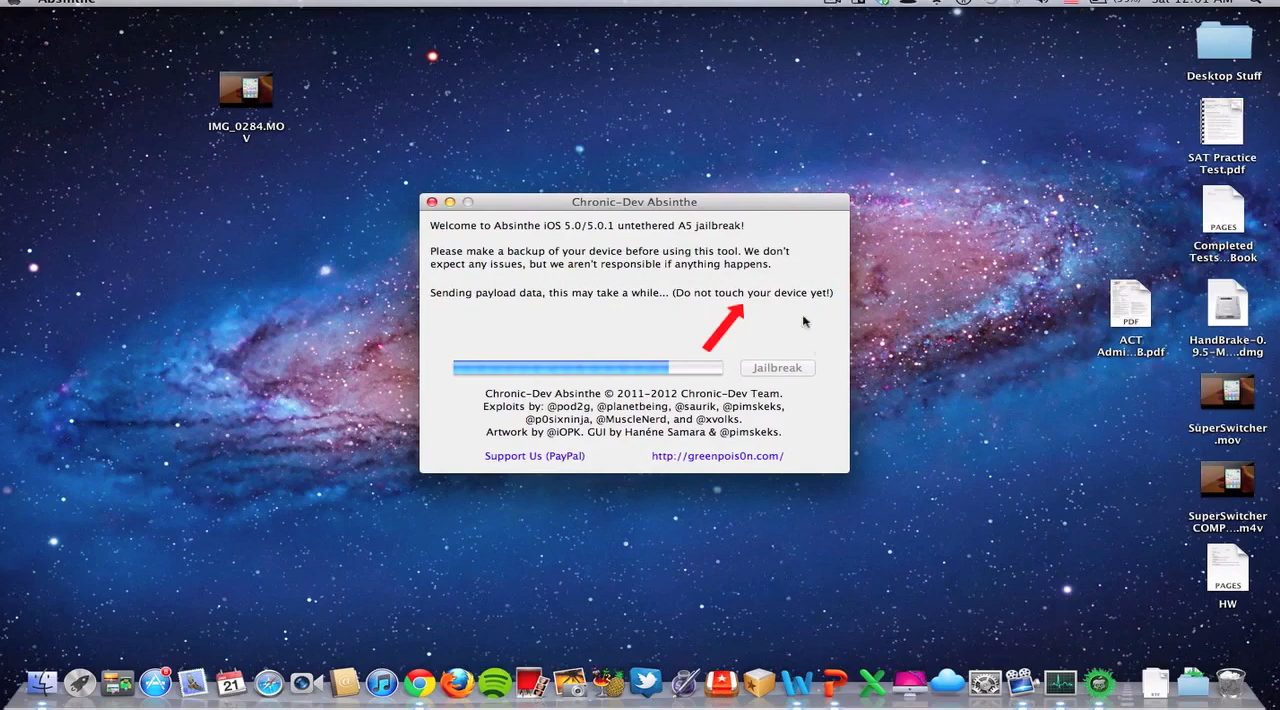 Absinthe
Sat 12:01 AM
Desktop Stuff
IMG_0284.MO
V
SAT Practice
Test.pdf
Chronic-Dev Absinthe
Welcome to Absinthe iOS 5.0/5.0.1 untethered A5 jailbreak!
Please make a backup of your device before using this tool. We don't
expect any issues, but we aren't responsible if anything happens.
Sending payload data, this may take a while... (Do not touch your device yet!)
Jailbreak
Chronic-Dev Absinthe © 2011-2012 Chronic-Dev Team.
Exploits by: @pod2g, @planetbeing, @saurik, @pimskeks,
@p0sixninja, @MuscleNerd, and @xvolks.
Artwork by @iOPK. GUI by Hanéne Samara & @pimskeks.
Support Us (PayPal)
http://greenpois0n.com/
PAGES
Completed
Tests...Book
PDF
ACT
Admi...B.pdf
HandBrake-0.
9.5-M....dmg
SuperSwitcher
.mov
SuperSwitcher
COMP....m4v
PAGES
HW
21